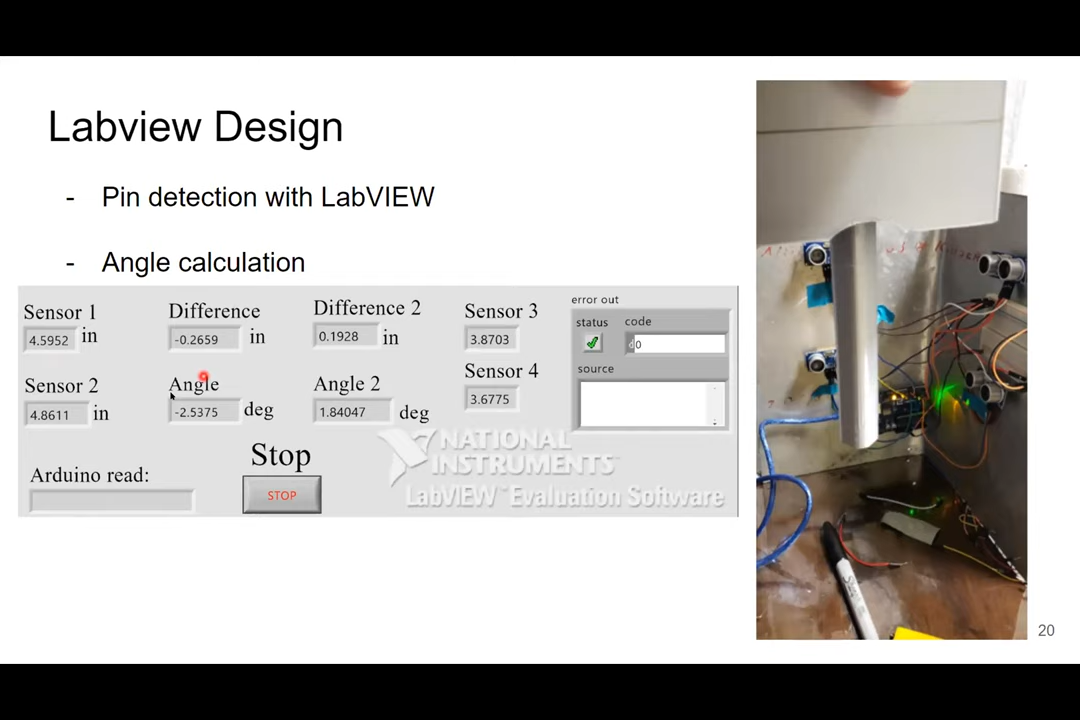 Labview Design
- Pin detection with LabVIEW
- Angle calculation
Sensor 1
4.5952 in
Difference
-0.2659 in
Difference 2
0.1928 in
Sensor 3
3.8703
error out
status
code
d0
source
Sensor 2
4.8611 in
Angle
-2.5375 deg
Angle 2
1.84047 deg
Sensor 4
3.6775
Arduino read:
Stop
STOP
NATIONAL
INSTRUMENTS™
LabVIEW™ Evaluation Software
20